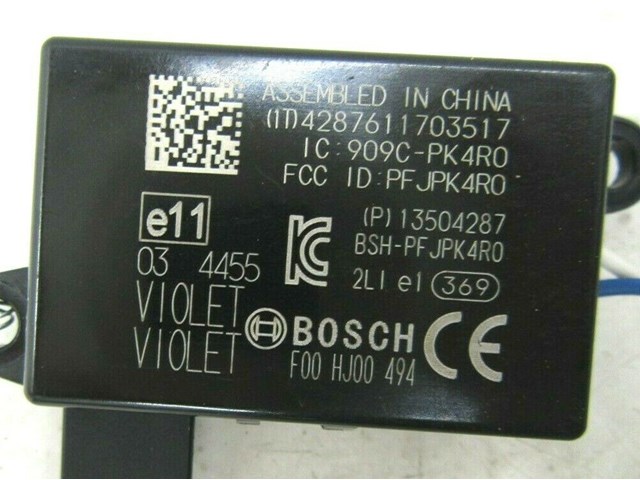 ASSEMBLED IN CHINA
(1T)4287611703517
IC:909C-PK4R0
FCC ID:PFJPK4R0
(P)13504287
BSH-PFJPK4R0
2LI e1 369
e11
03 4455
VIOLET
VIOLET
BOSCH
F00 HJ00 494
CE